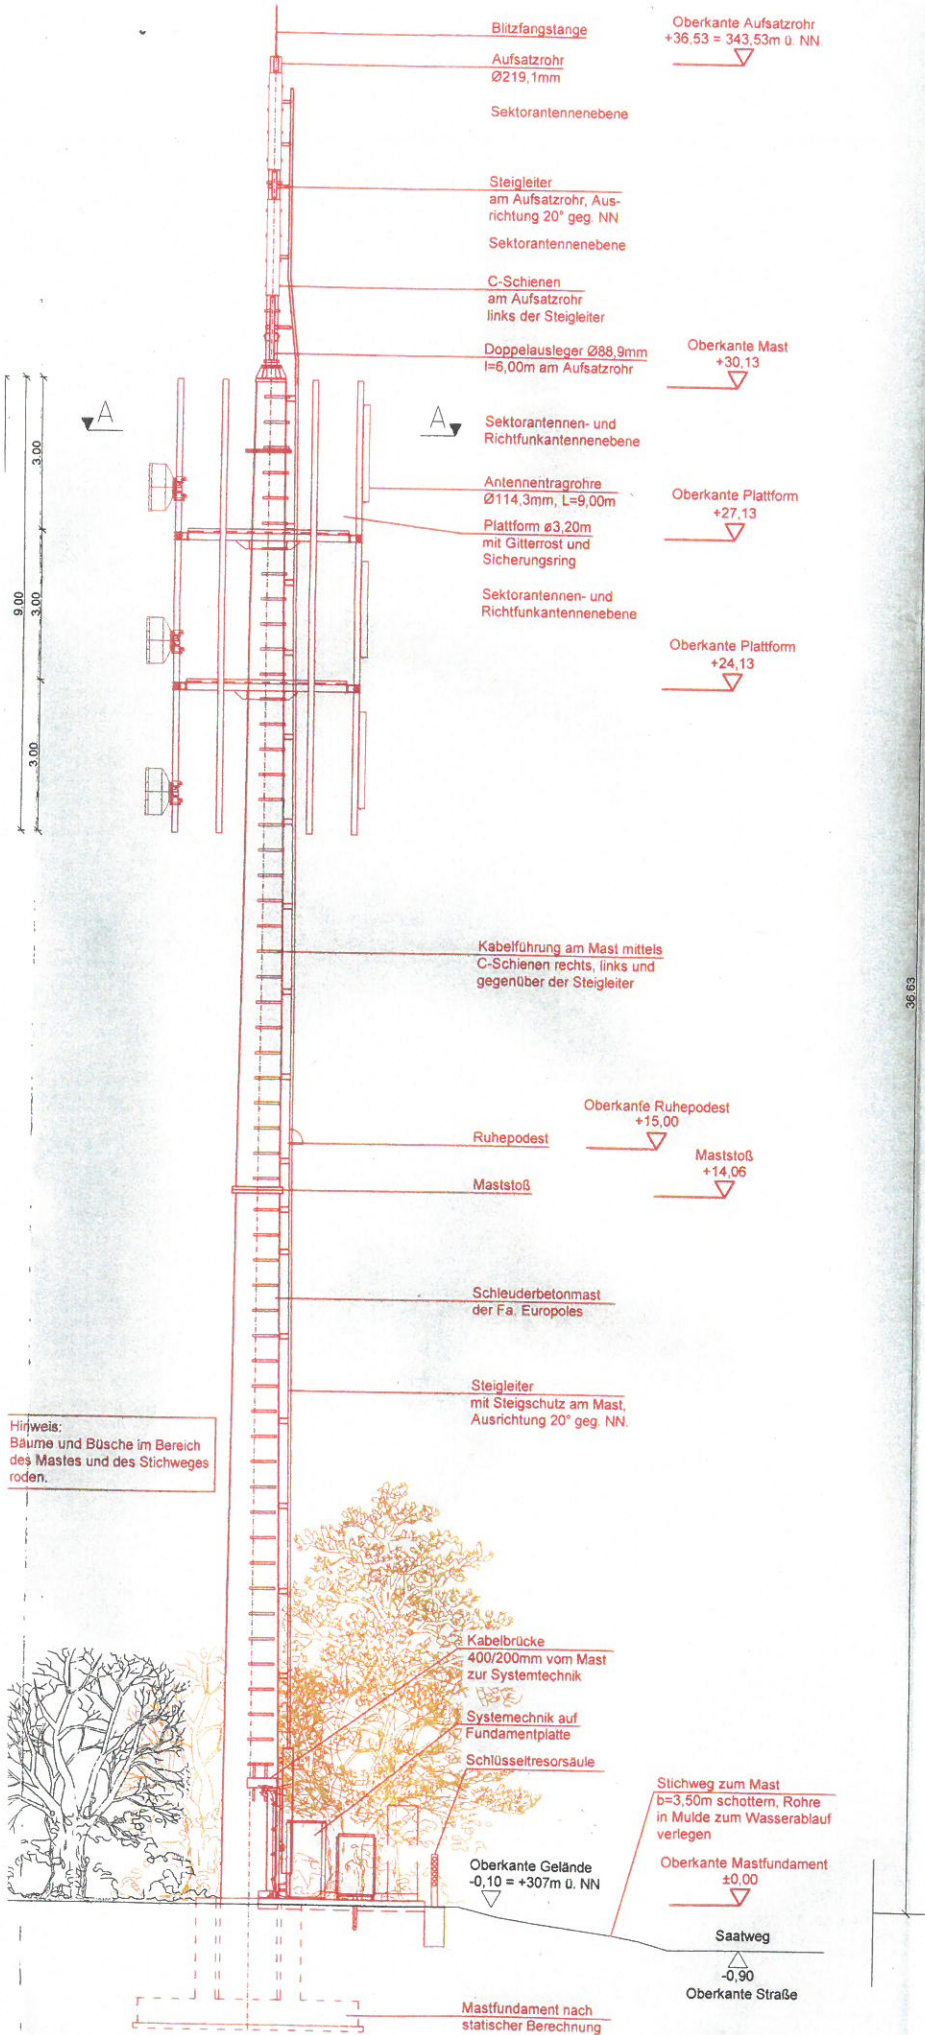 Blitzfangstange
Oberkante Aufsatzrohr
+36,53 = 343,53m ü. NN.
Aufsatzrohr
Ø219,1mm
Sektorantennenebene
Steigleiter
am Aufsatzrohr, Aus-
richtung 20° geg. NN
Sektorantennenebene
C-Schienen
am Aufsatzrohr
links der Steigleiter
Doppelausleger Ø88,9mm
l=6,00m am Aufsatzrohr
Oberkante Mast
+30,13
A
A
Sektorantennen- und
Richtfunkantennenebene
3.00
Antennentragrohre
Ø114,3mm, L=9,00m
Oberkante Plattform
+27,13
Plattform ø3,20m
mit Gitterrost und
Sicherungsring
9.00
3.00
Sektorantennen- und
Richtfunkantennenebene
Oberkante Plattform
+24,13
3.00
Kabelführung am Mast mittels
C-Schienen rechts, links und
gegenüber der Steigleiter
36.63
Oberkante Ruhepodest
+15,00
Ruhepodest
Maststoß
+14,06
Maststoß
Schleuderbetonmast
der Fa. Europoles
Steigleiter
mit Steigschutz am Mast,
Ausrichtung 20° geg. NN.
Hinweis:
Bäume und Büsche im Bereich
des Mastes und des Stichweges
roden.
Kabelbrücke
400/200mm vom Mast
zur Systemtechnik
Systemechnik auf
Fundamentplatte
Schlüsseltresorsäule
Stichweg zum Mast
b=3,50m schottern, Rohre
in Mulde zum Wasserablauf
verlegen
Oberkante Gelände
-0,10 = +307m ü. NN
Oberkante Mastfundament
±0,00
Saatweg
-0,90
Oberkante Straße
Mastfundament nach
statischer Berechnung